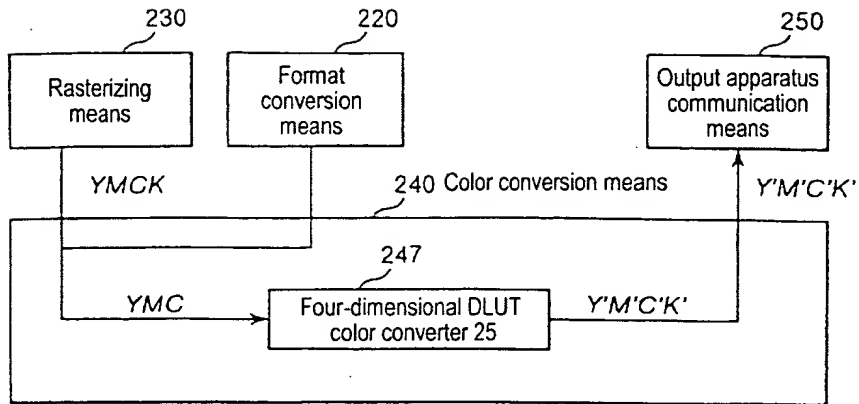 230
220
250
Rasterizing
means
Format
conversion
means
Output apparatus
communication
means
YMCK
240 Color conversion means
Y'M'C'K'
247
YMC
Four-dimensional DLUT
color converter 25
Y'M'C'K'